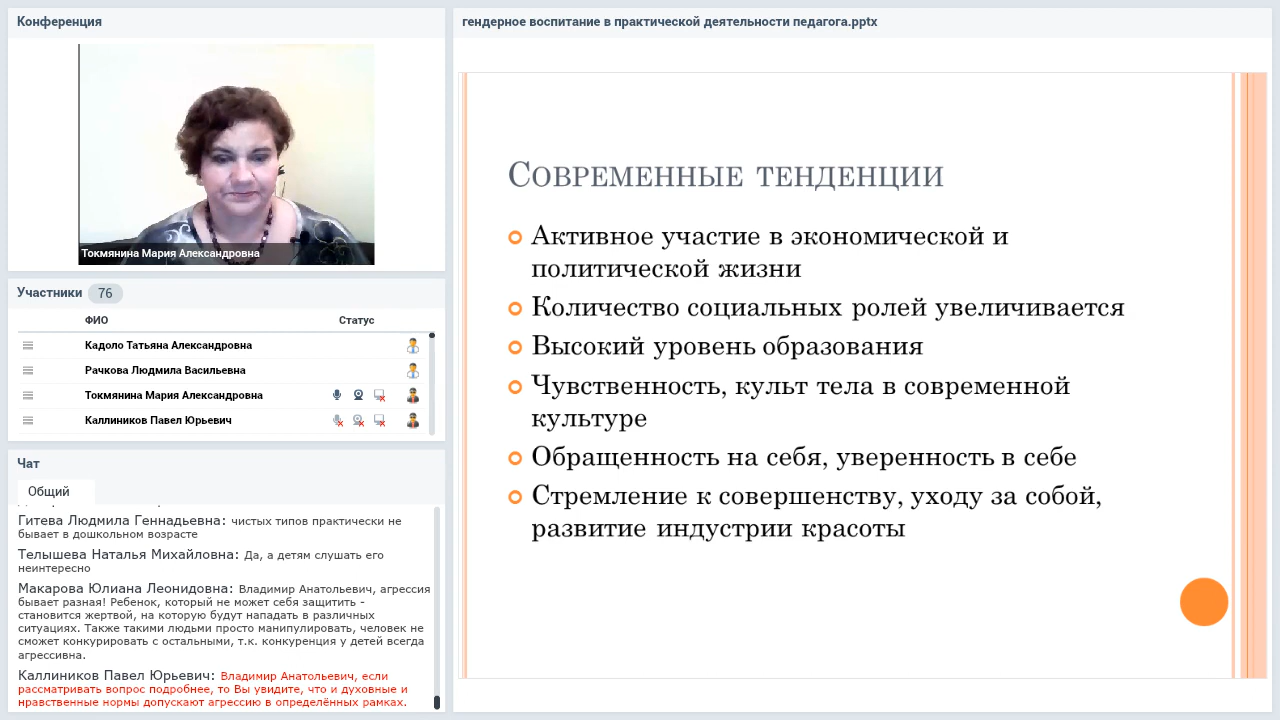 Конференция
Токмянина Мария Александровна
Участники 76
ФИО Статус
Кадоло Татьяна Александровна
Рачкова Людмила Васильевна
Токмянина Мария Александровна
Каллиников Павел Юрьевич
Чат
Общий
Гитева Людмила Геннадьевна: чистых типов практически не
бывает в дошкольном возрасте
Телышева Наталья Михайловна: Да, а детям слушать его
неинтересно
Макарова Юлиана Леонидовна: Владимир Анатольевич, агрессия
бывает разная! Ребенок, который не может себя защитить -
становится жертвой, на которую будут нападать в различных
ситуациях. Также такими людьми просто манипулировать, человек не
сможет конкурировать с остальными, т.к. конкуренция у детей всегда
агрессивна.
Каллиников Павел Юрьевич: Владимир Анатольевич, если
рассматривать вопрос подробнее, то Вы увидите, что и духовные и
нравственные нормы допускают агрессию в определённых рамках.
гендерное воспитание в практической деятельности педагога.pptx
Современные тенденции
Активное участие в экономической и
политической жизни
Количество социальных ролей увеличивается
Высокий уровень образования
Чувственность, культ тела в современной
культуре
Обращенность на себя, уверенность в себе
Стремление к совершенству, уходу за собой,
развитие индустрии красоты